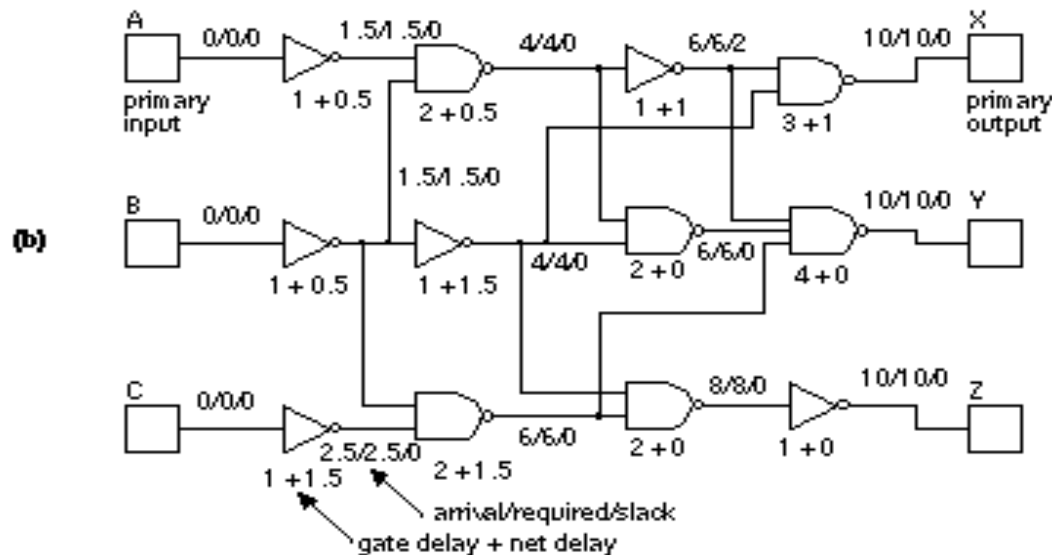 A
0/0/0
1.5/1.5/0
4/4/0
6/6/2
10/10/0
X
primary
input
1 + 0.5
2 + 0.5
1 + 1
3 + 1
primary
output
1.5/1.5/0
B
0/0/0
10/10/0
Y
(b)
1 + 0.5
1 + 1.5
4/4/0
2 + 0
6/6/0
4 + 0
C
0/0/0
8/8/0
10/10/0
Z
2.5/2.5/0
6/6/0
1 + 1.5
2 + 1.5
2 + 0
1 + 0
arrival/required/slack
gate delay + net delay